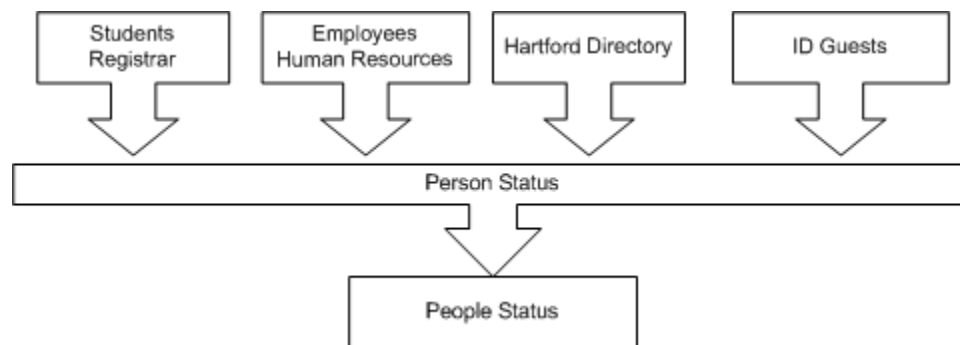 Students
Registrar
Employees
Human Resources
Hartford Directory
ID Guests
Person Status
People Status